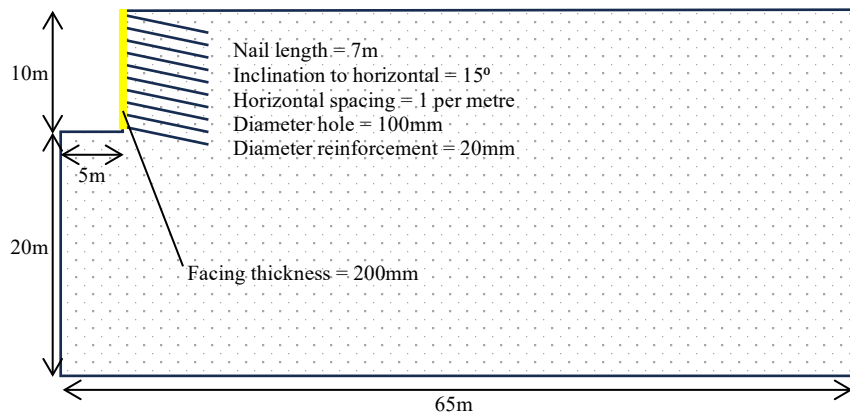 10m
Nail length = 7m
Inclination to horizontal = 15º
Horizontal spacing = 1 per metre
Diameter hole = 100mm
Diameter reinforcement = 20mm
5m
20m
Facing thickness = 200mm
65m